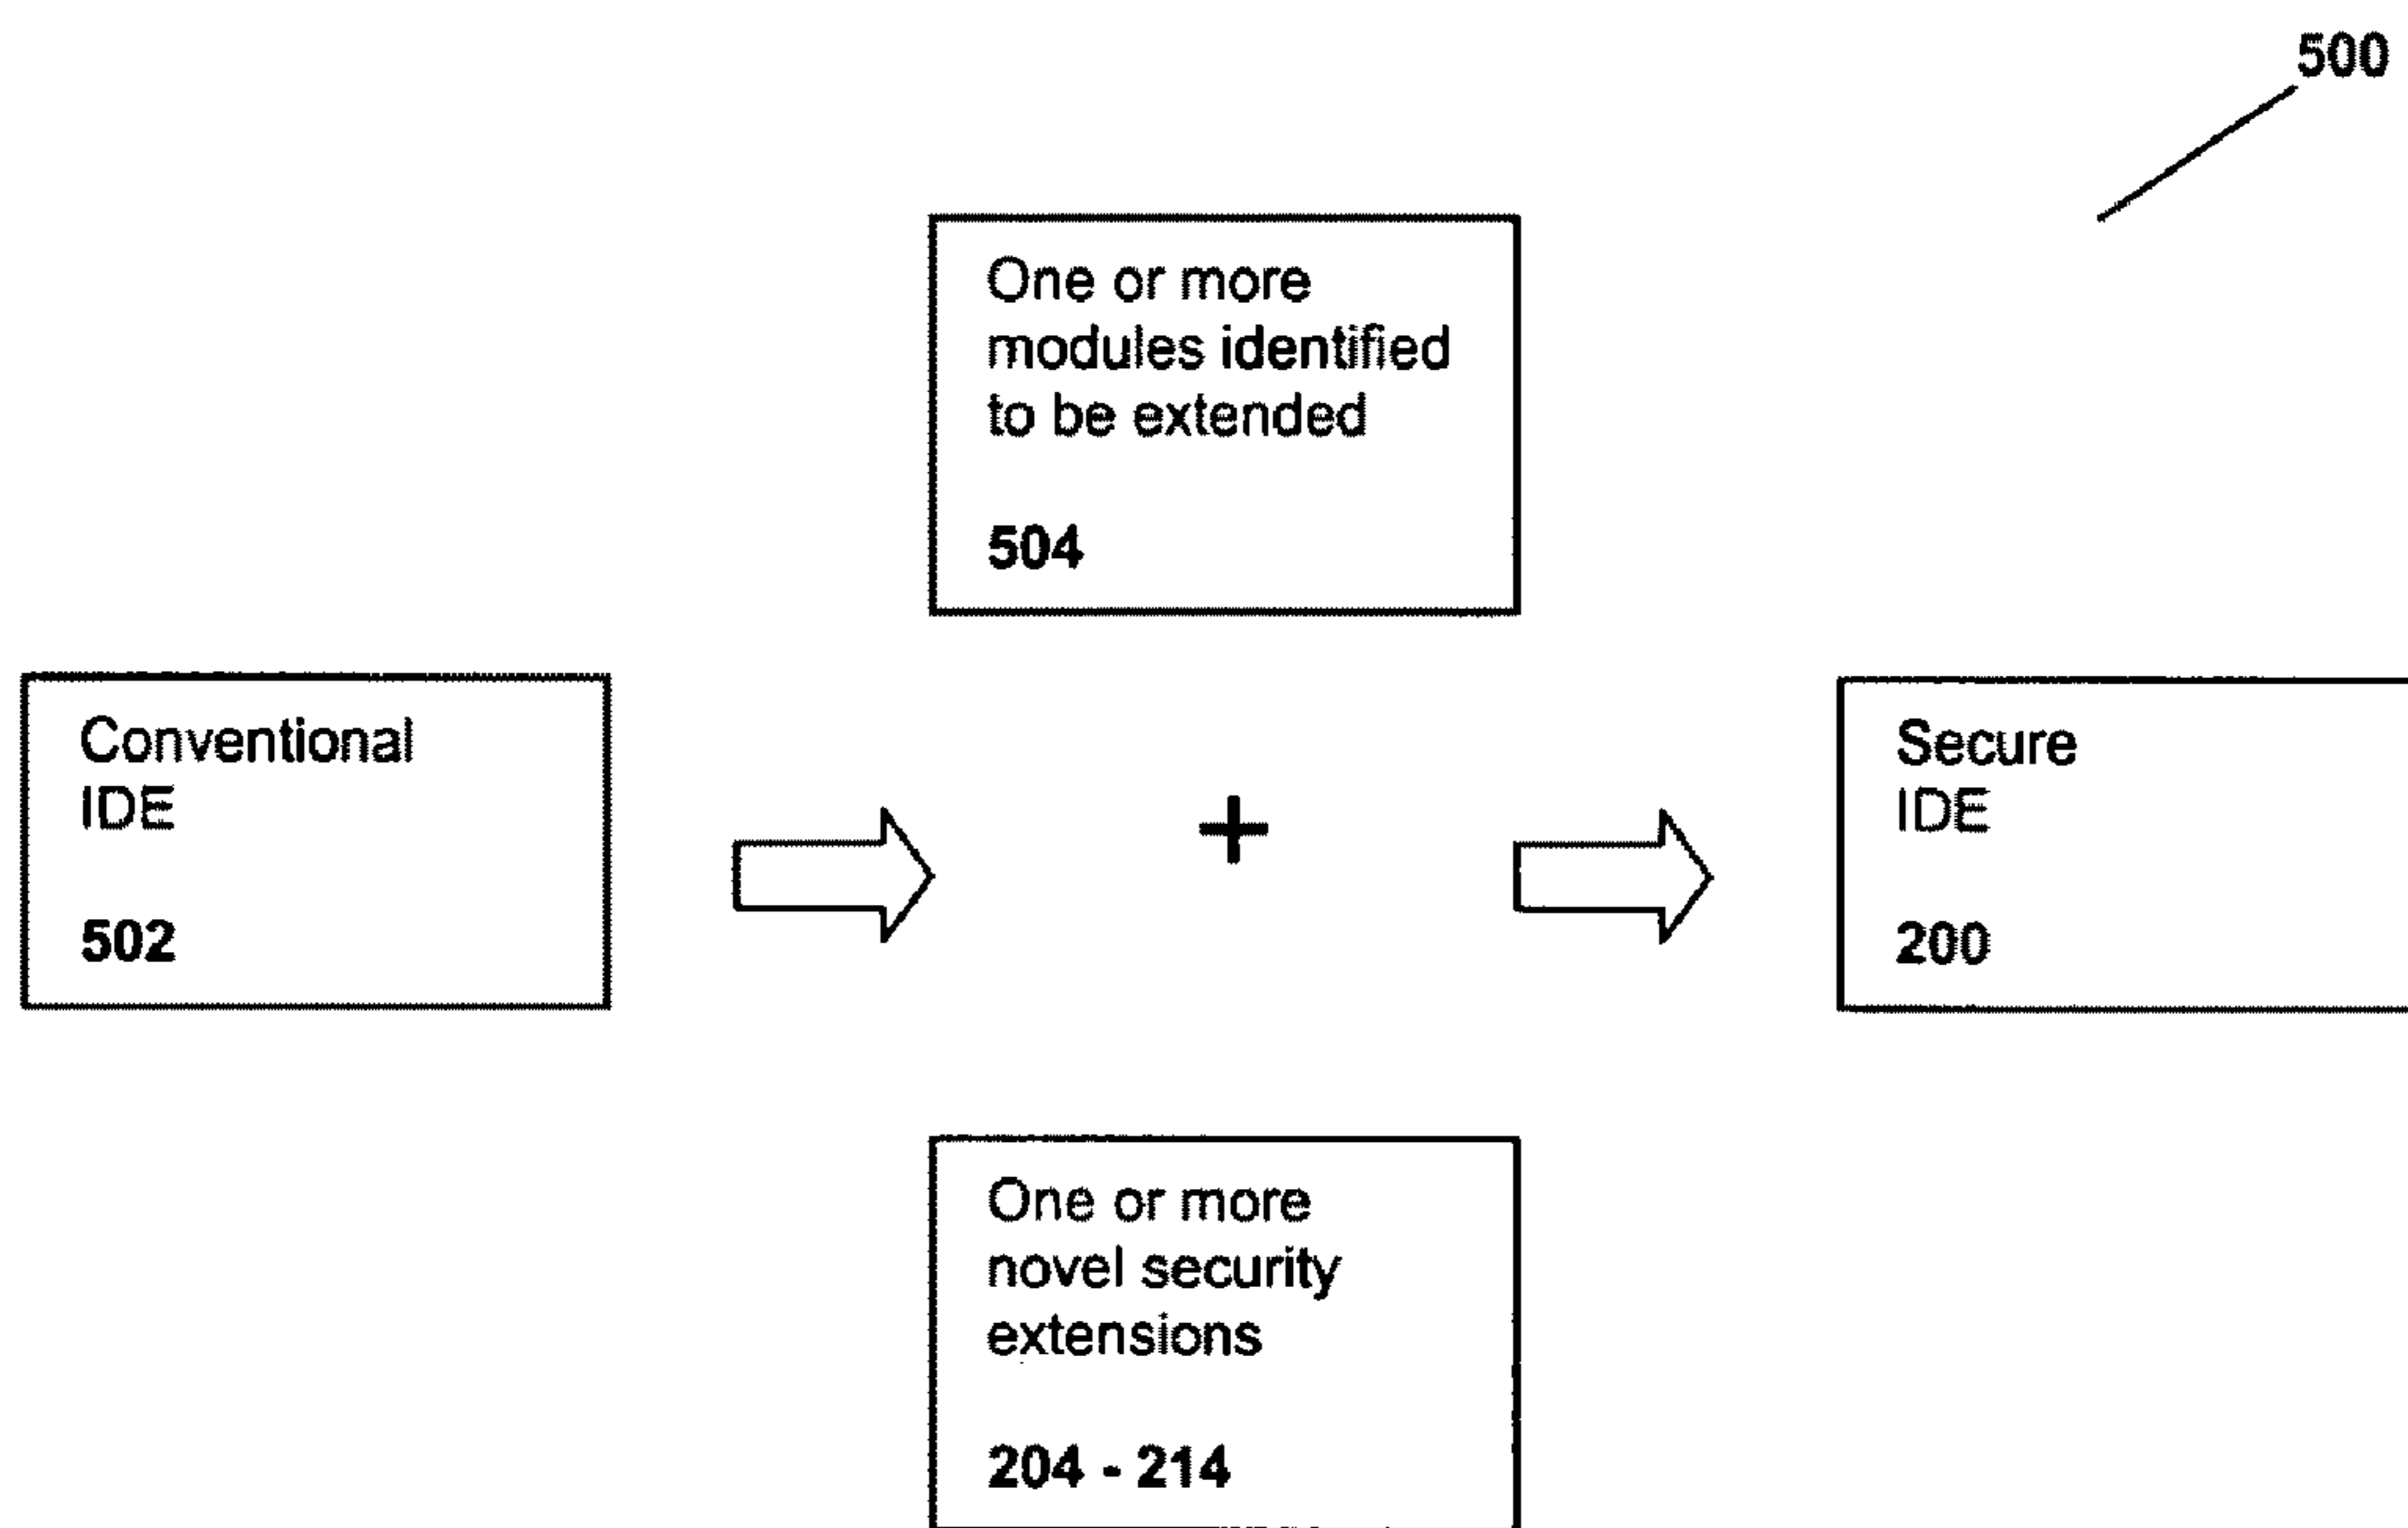 500
One or more
modules identified
to be extended
504
Conventional
IDE
502
+
Secure
IDE
200
One or more
novel security
extensions
204 - 214